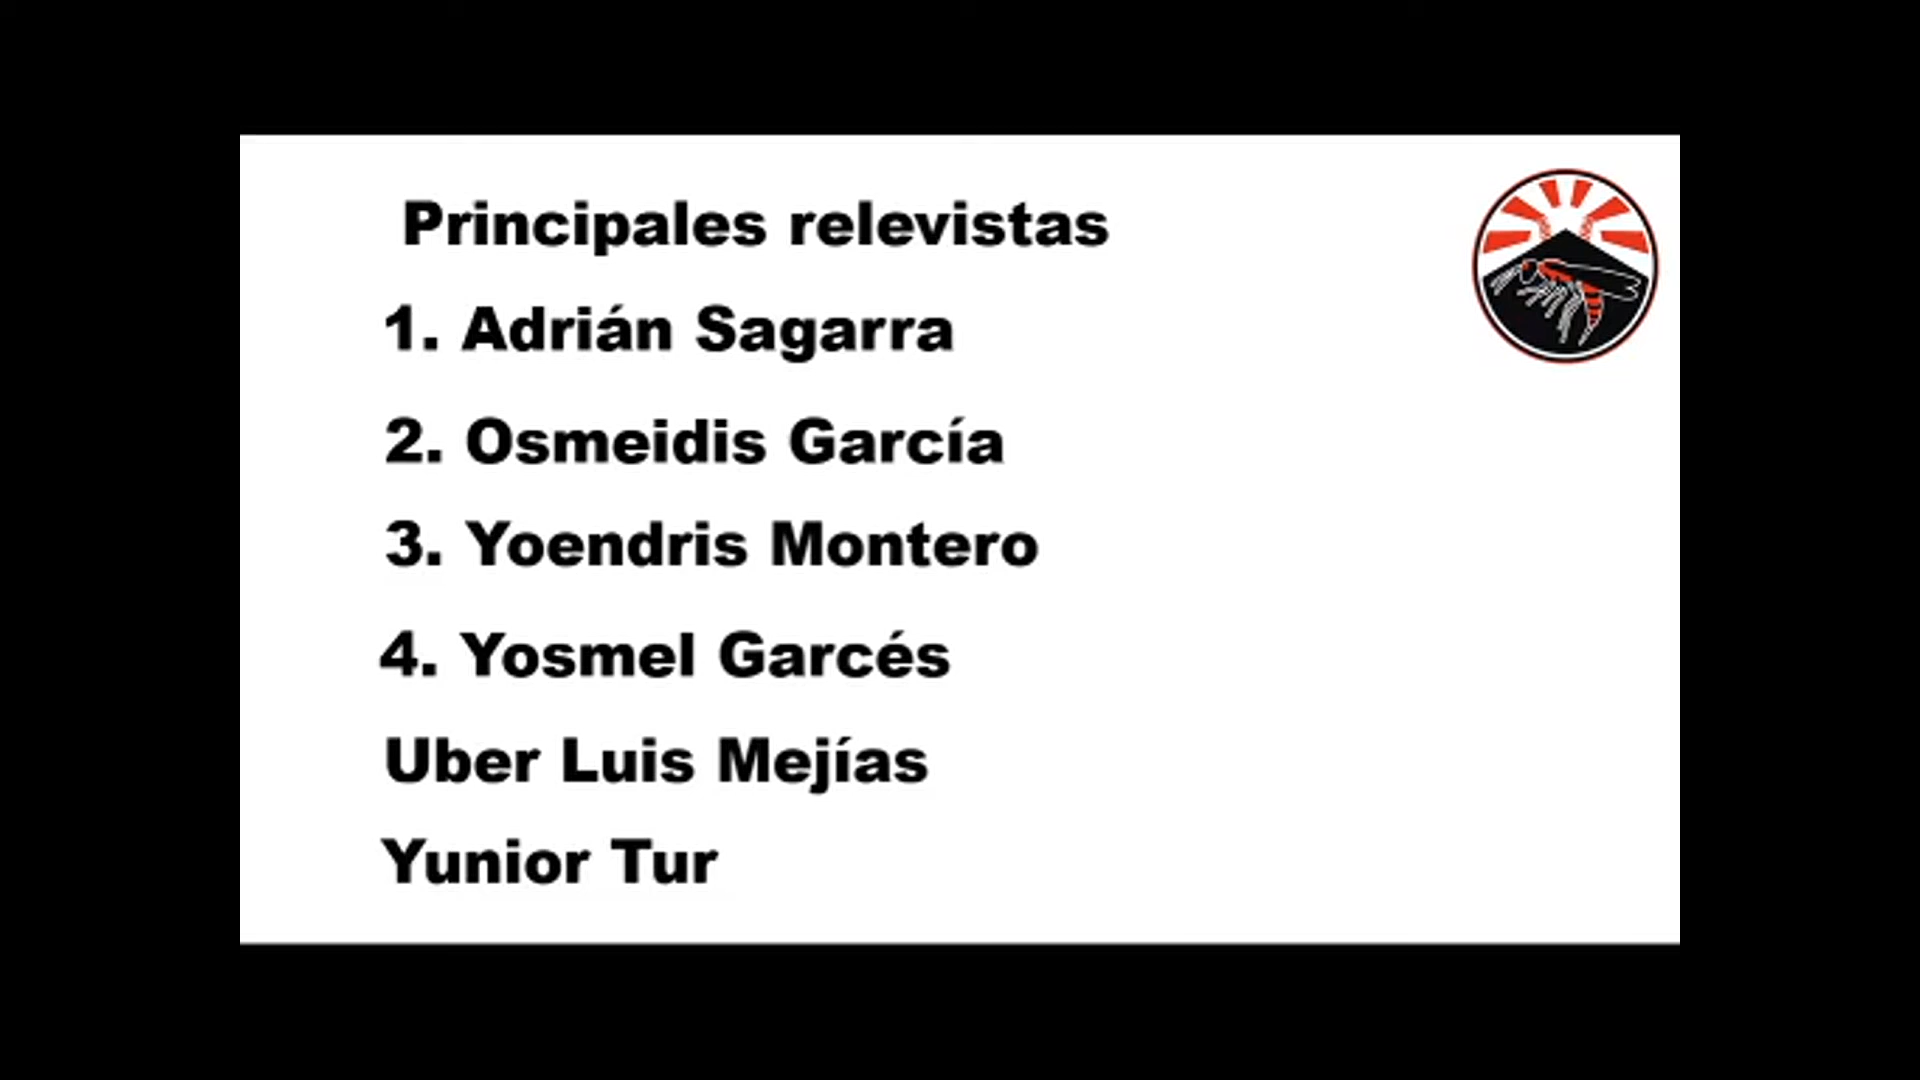 Principales relevistas
1. Adrián Sagarra
2. Osmeidis García
3. Yoendris Montero
4. Yosmel Garcés
Uber Luis Mejías
Yunior Tur